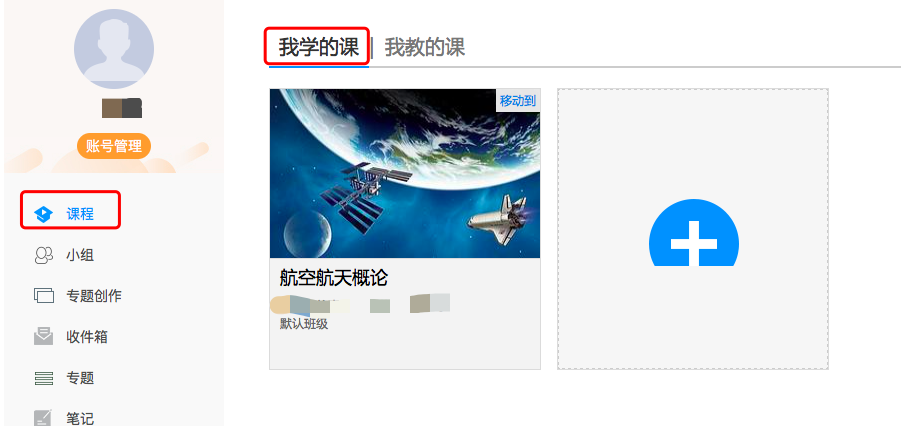 我学的课 | 我教的课
账号管理
移动到
课程
小组
专题创作
收件箱
专题
笔记
航空航天概论
默认班级